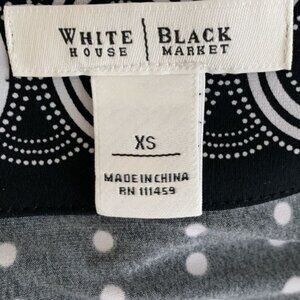 WHITE | BLACK
HOUSE | MARKET
XS
MADE IN CHINA
RN 111459